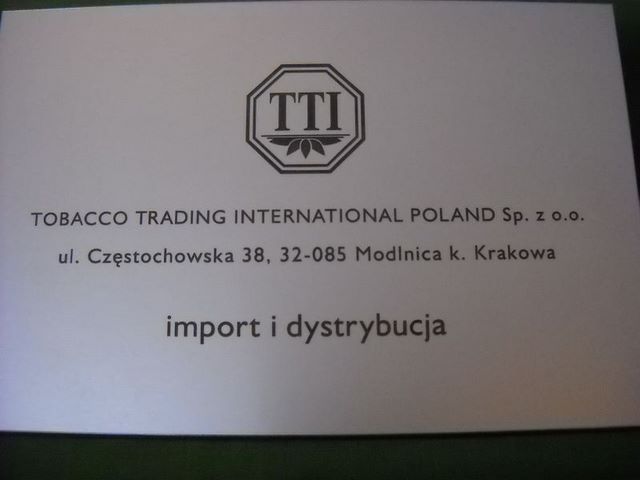 TTI
TOBACCO TRADING INTERNATIONAL POLAND Sp. z o.o.
ul. Częstochowska 38, 32-085 Modlnica k. Krakowa
import i dystrybucja